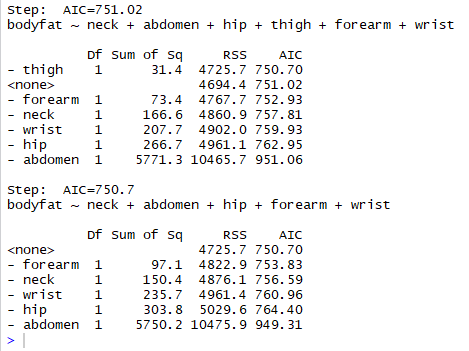 Step:  AIC=751.02
bodyfat ~ neck + abdomen + hip + thigh + forearm + wrist
Df Sum of Sq     RSS    AIC
- thigh    1      31.4  4725.7 750.70
<none>                  4694.4 751.02
- forearm  1      73.4  4767.7 752.93
- neck     1     166.6  4860.9 757.81
- wrist    1     207.7  4902.0 759.93
- hip      1     266.7  4961.1 762.95
- abdomen  1    5771.3 10465.7 951.06
Step:  AIC=750.7
bodyfat ~ neck + abdomen + hip + forearm + wrist
Df Sum of Sq     RSS    AIC
<none>                  4725.7 750.70
- forearm  1      97.1  4822.9 753.83
- neck     1     150.4  4876.1 756.59
- wrist    1     235.7  4961.4 760.96
- hip      1     303.8  5029.6 764.40
- abdomen  1    5750.2 10475.9 949.31
>